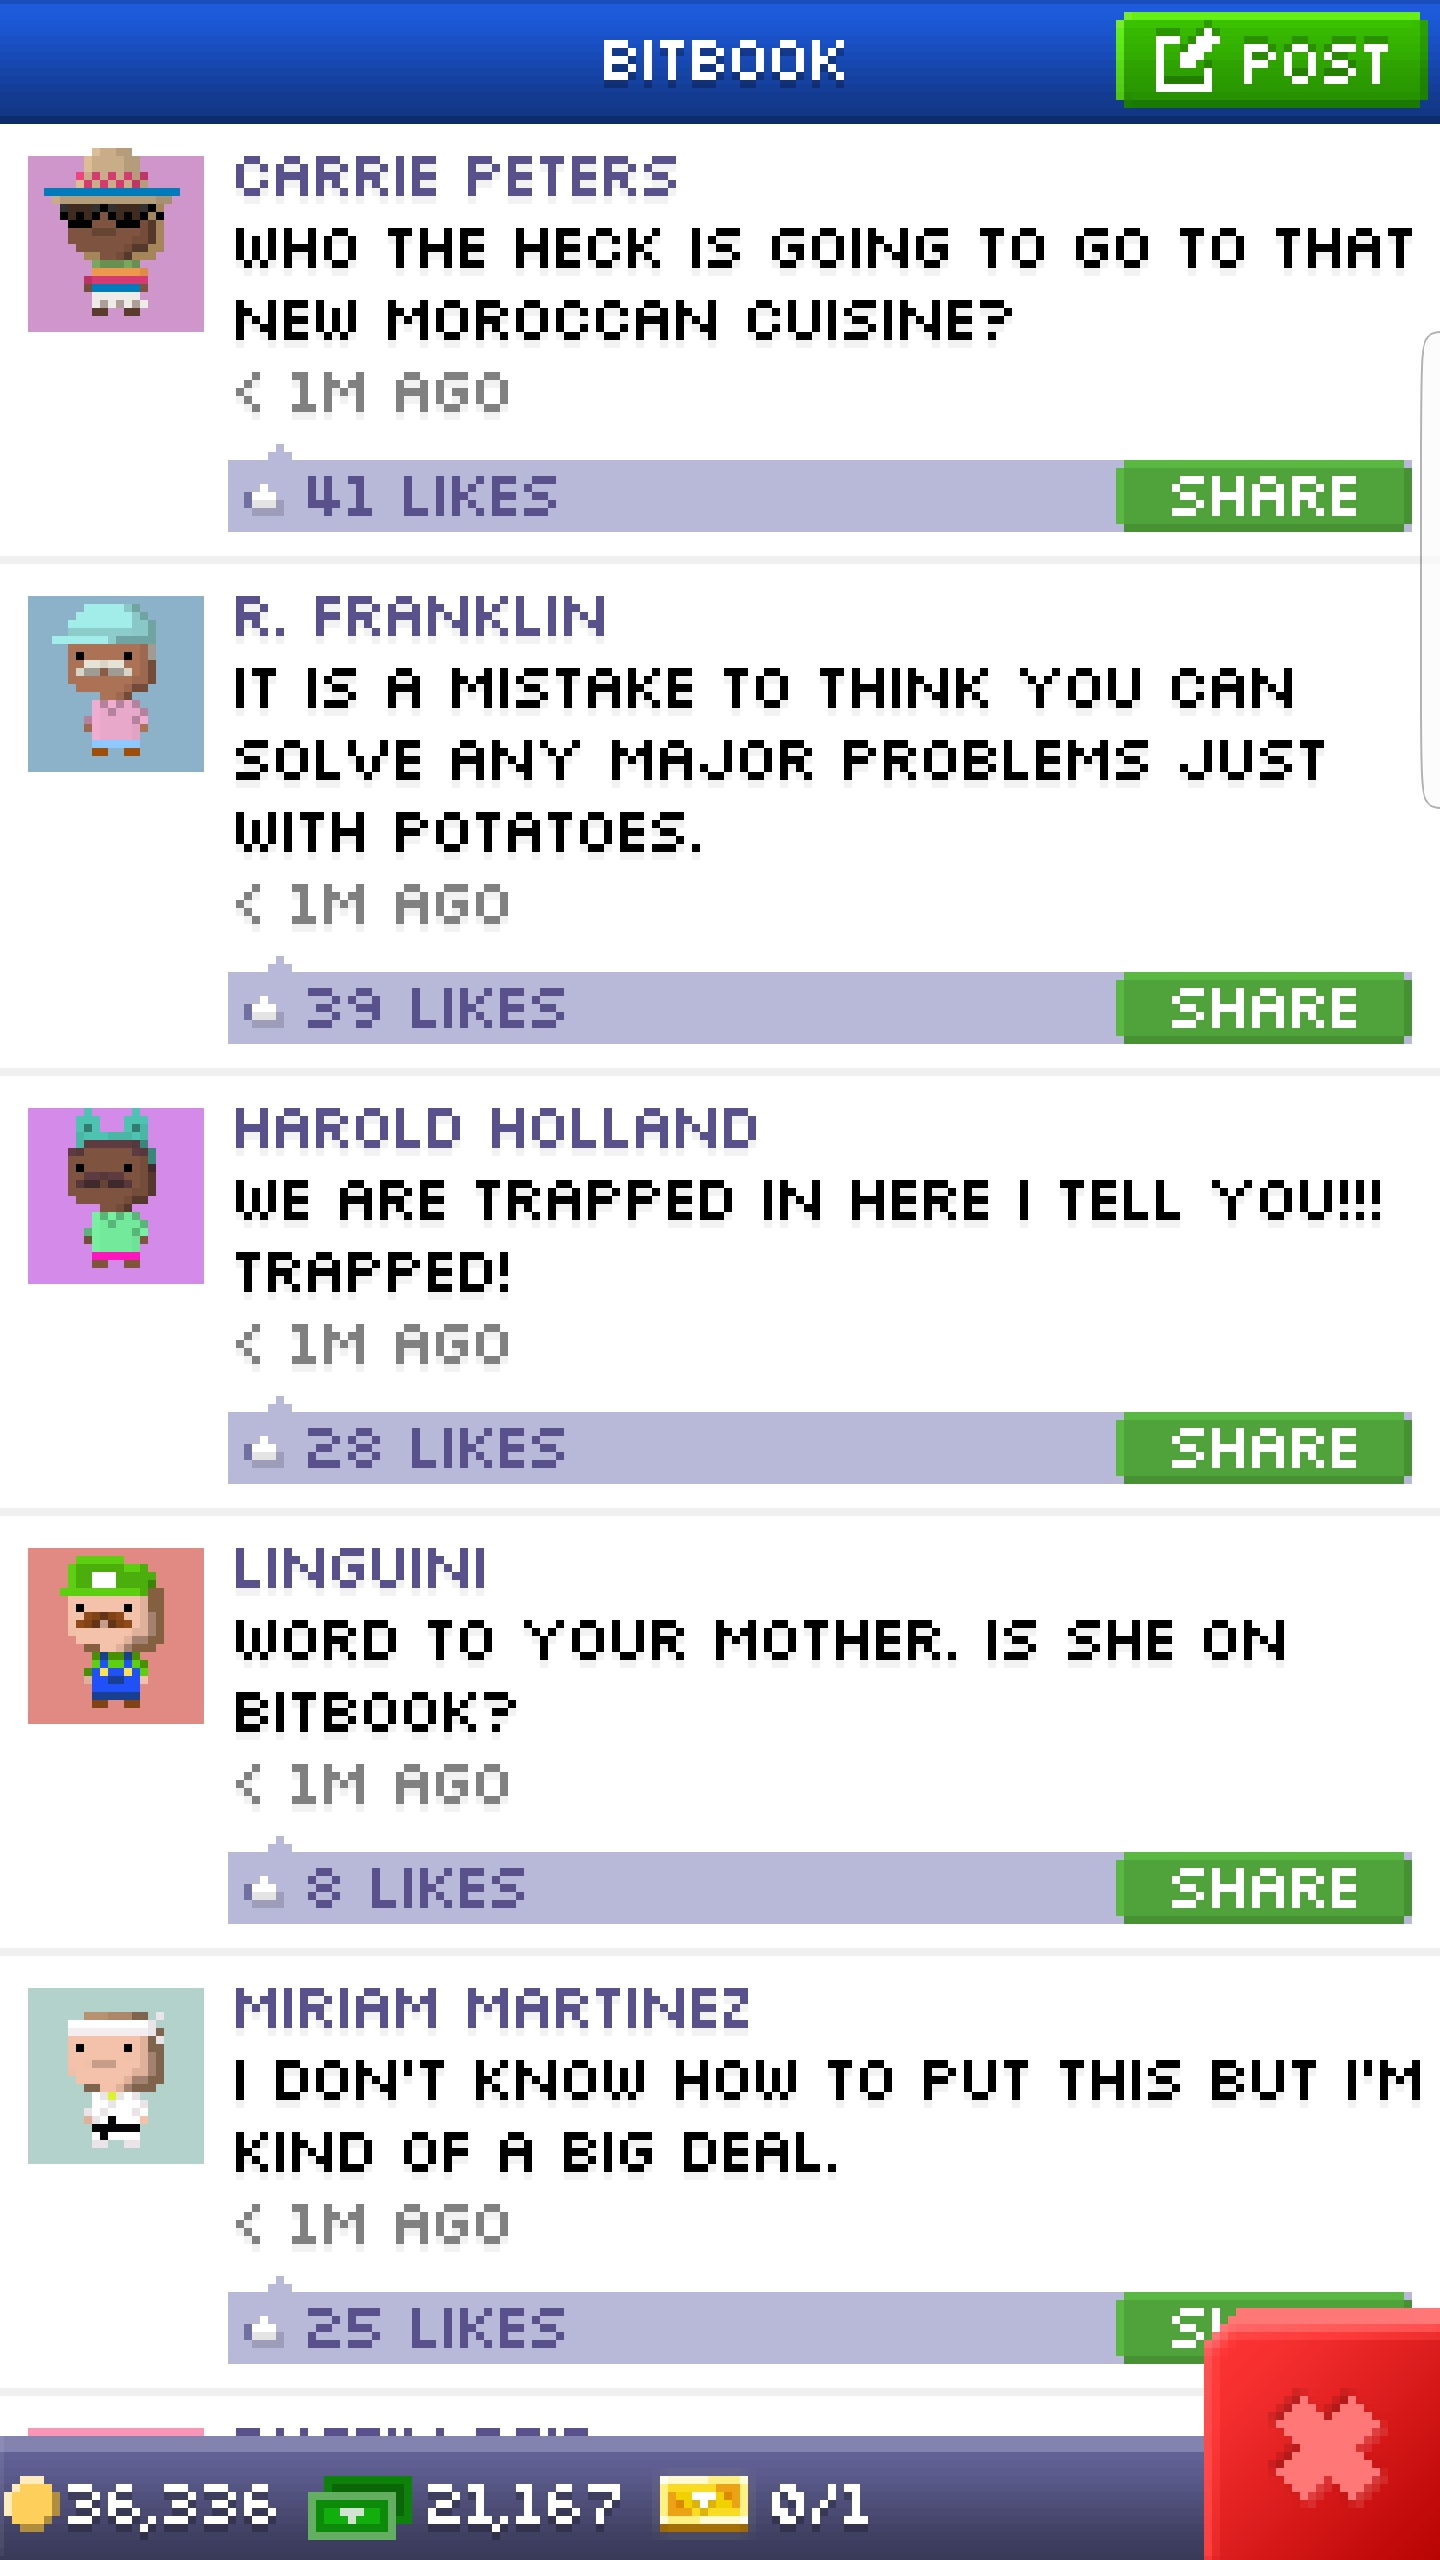 BITBOOK
POST
CARRIE PETERS
WHO THE HECK IS GOING TO GO TO THAT
NEW MOROCCAN CUISINE?
< 1M AGO
41 LIKES
SHARE
R. FRANKLIN
IT IS A MISTAKE TO THINK YOU CAN
SOLVE ANY MAJOR PROBLEMS JUST
WITH POTATOES.
< 1M AGO
39 LIKES
SHARE
HAROLD HOLLAND
WE ARE TRAPPED IN HERE I TELL YOU!!!
TRAPPED!
< 1M AGO
28 LIKES
SHARE
LINGUINI
WORD TO YOUR MOTHER. IS SHE ON
BITBOOK?
< 1M AGO
8 LIKES
SHARE
MIRIAM MARTINEZ
I DON'T KNOW HOW TO PUT THIS BUT I'M
KIND OF A BIG DEAL.
< 1M AGO
25 LIKES
36,336
21,167
0/1